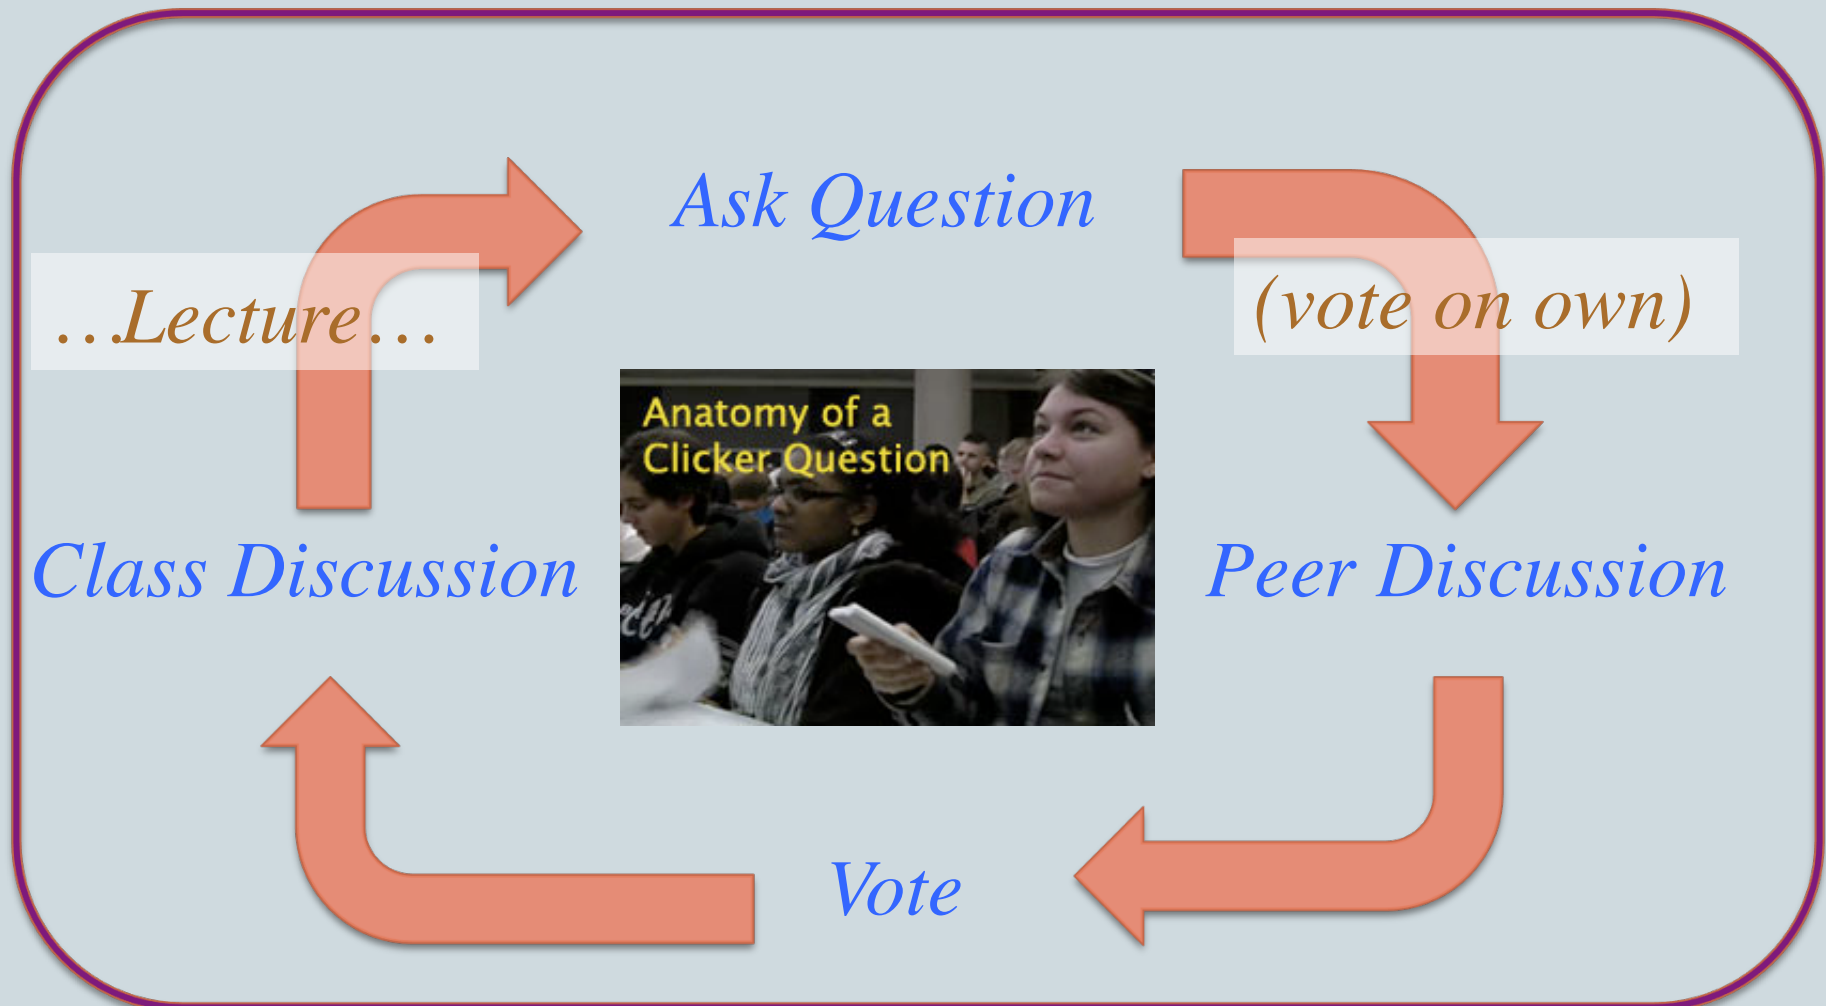 Ask Question
(vote on own)
…Lecture…
Anatomy of a
Clicker Question
Class Discussion
Peer Discussion
Vote